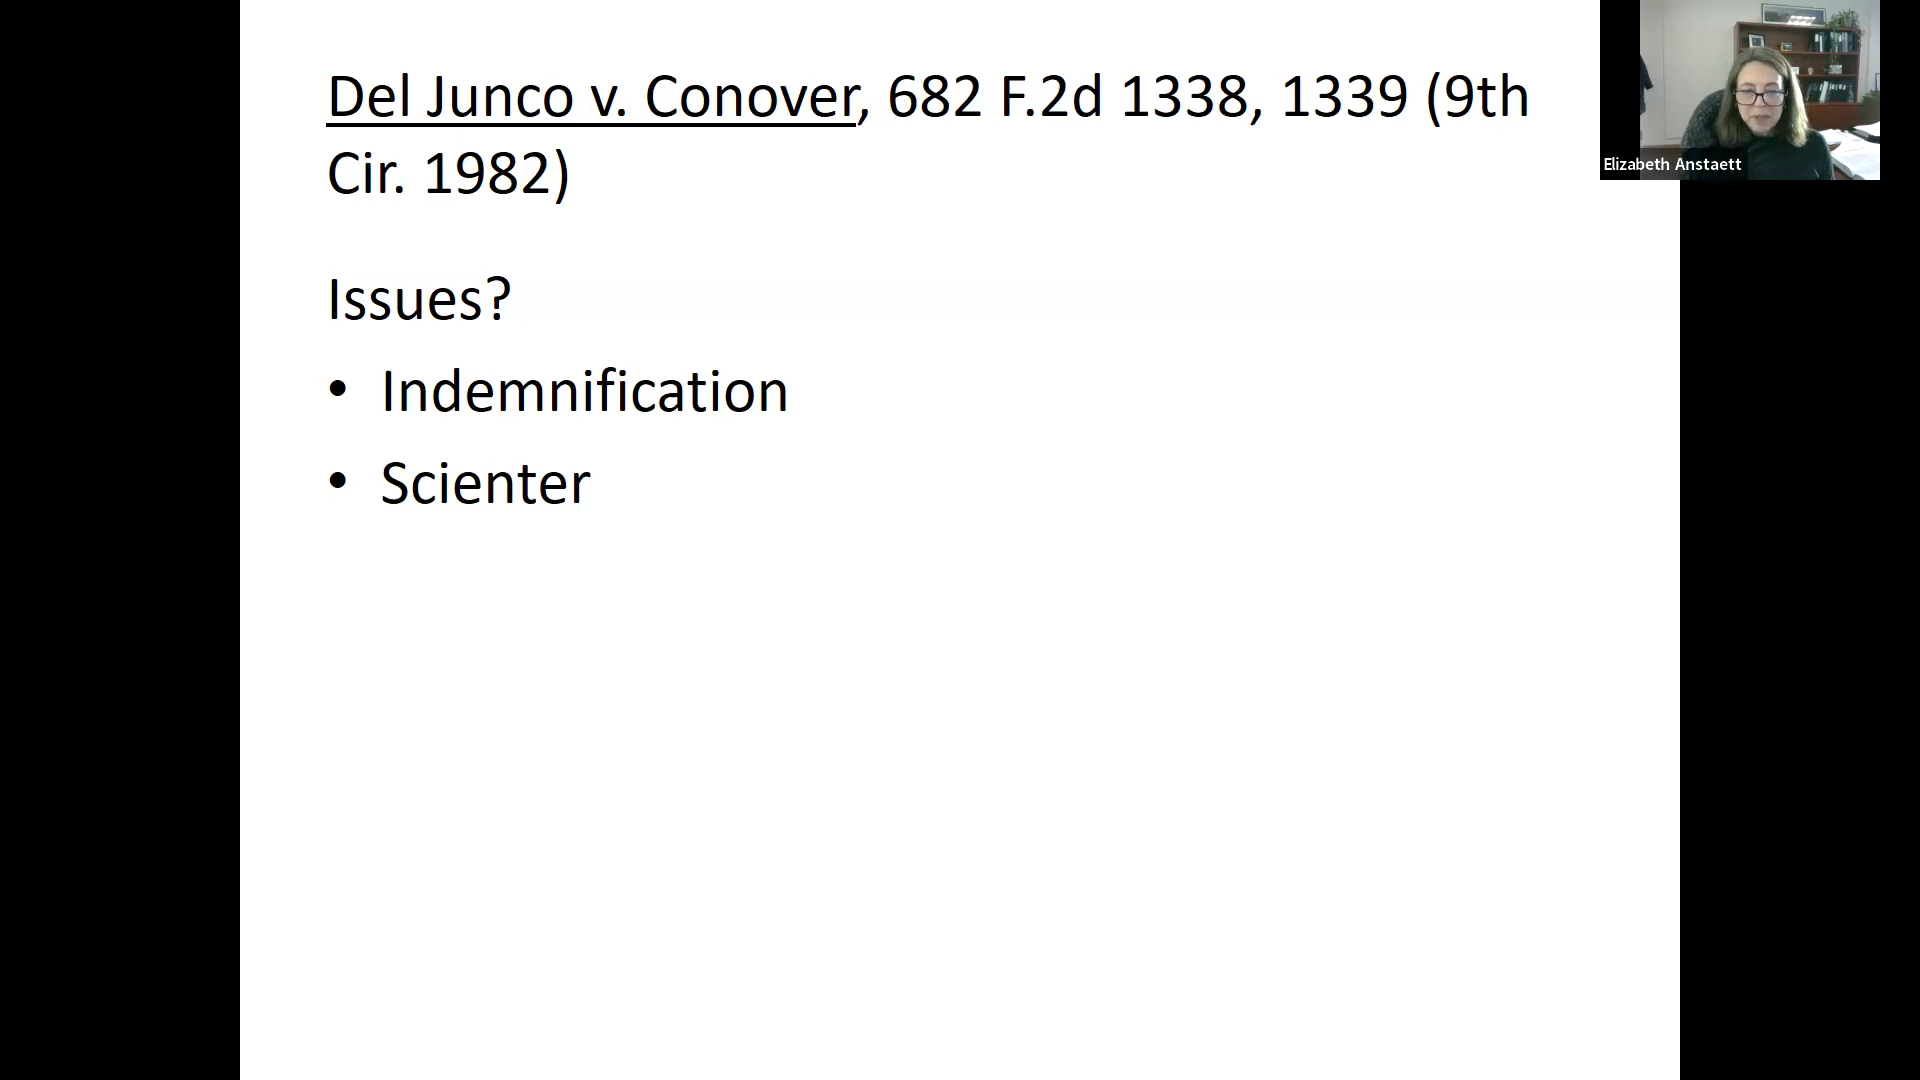 Del Junco v. Conover, 682 F.2d 1338, 1339 (9th
Cir. 1982)
Issues?
• Indemnification
• Scienter
Elizabeth Anstaett